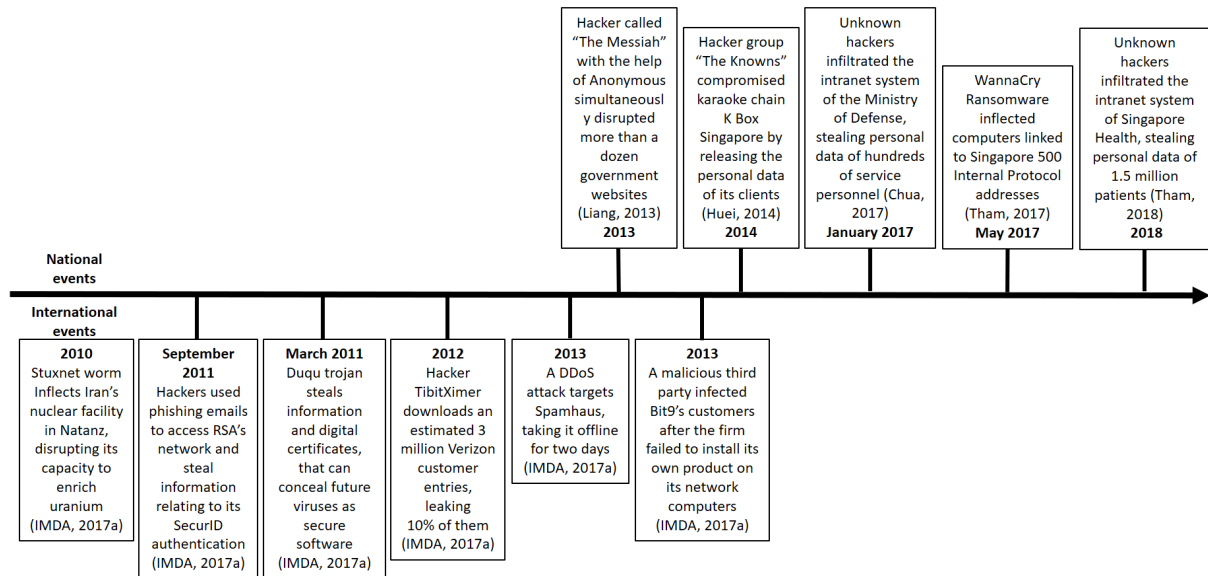 Hacker called
“The Messiah”
with the help
of Anonymous
simultaneousl
y disrupted
more than a
dozen
government
websites
(Liang, 2013)
2013
Hacker group
“The Knowns”
compromised
karaoke chain
K Box
Singapore by
releasing the
personal data
of its clients
(Huei, 2014)
2014
Unknown
hackers
infiltrated the
intranet system
of the Ministry
of Defense,
stealing personal
data of hundreds
of service
personnel (Chua,
2017)
January 2017
WannaCry
Ransomware
inflected
computers linked
to Singapore 500
Internal Protocol
addresses
(Tham, 2017)
May 2017
Unknown
hackers
infiltrated the
intranet system
of Singapore
Health, stealing
personal data of
1.5 million
patients (Tham,
2018)
2018
National
events
International
events
2010
Stuxnet worm
Inflects Iran’s
nuclear facility
in Natanz,
disrupting its
capacity to
enrich
uranium
(IMDA, 2017a)
September
2011
Hackers used
phishing emails
to access RSA’s
network and
steal
information
relating to its
SecurID
authentication
(IMDA, 2017a)
March 2011
Duqu trojan
steals
information
and digital
certificates,
that can
conceal future
viruses as
secure
software
(IMDA, 2017a)
2012
Hacker
TibitXimer
downloads an
estimated 3
million Verizon
customer
entries,
leaking
10% of them
(IMDA, 2017a)
2013
A DDoS
attack targets
Spamhaus,
taking it offline
for two days
(IMDA, 2017a)
2013
A malicious third
party infected
Bit9’s customers
after the firm
failed to install its
own product on
its network
computers
(IMDA, 2017a)